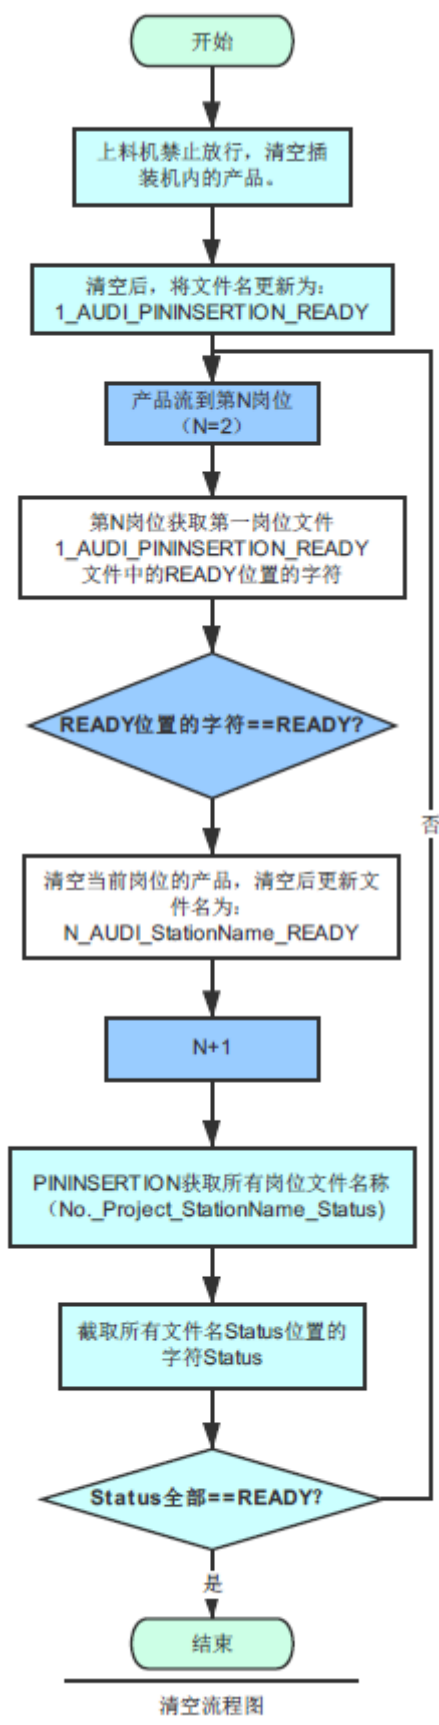 开始
上料机禁止放行，清空插
装机内的产品。
清空后，将文件名更新为：
1_AUDI_PININSERTION_READY
产品流到第N岗位
（N=2）
第N岗位获取第一岗位文件
1_AUDI_PININSERTION_READY
文件中的READY位置的字符
READY位置的字符==READY?
否
清空当前岗位的产品，清空后更新文
件名为：
N_AUDI_StationName_READY
N+1
PININSERTION获取所有岗位文件名称
（No._Project_StationName_Status)
截取所有文件名Status位置的
字符Status
Status全部==READY?
是
结束
清空流程图